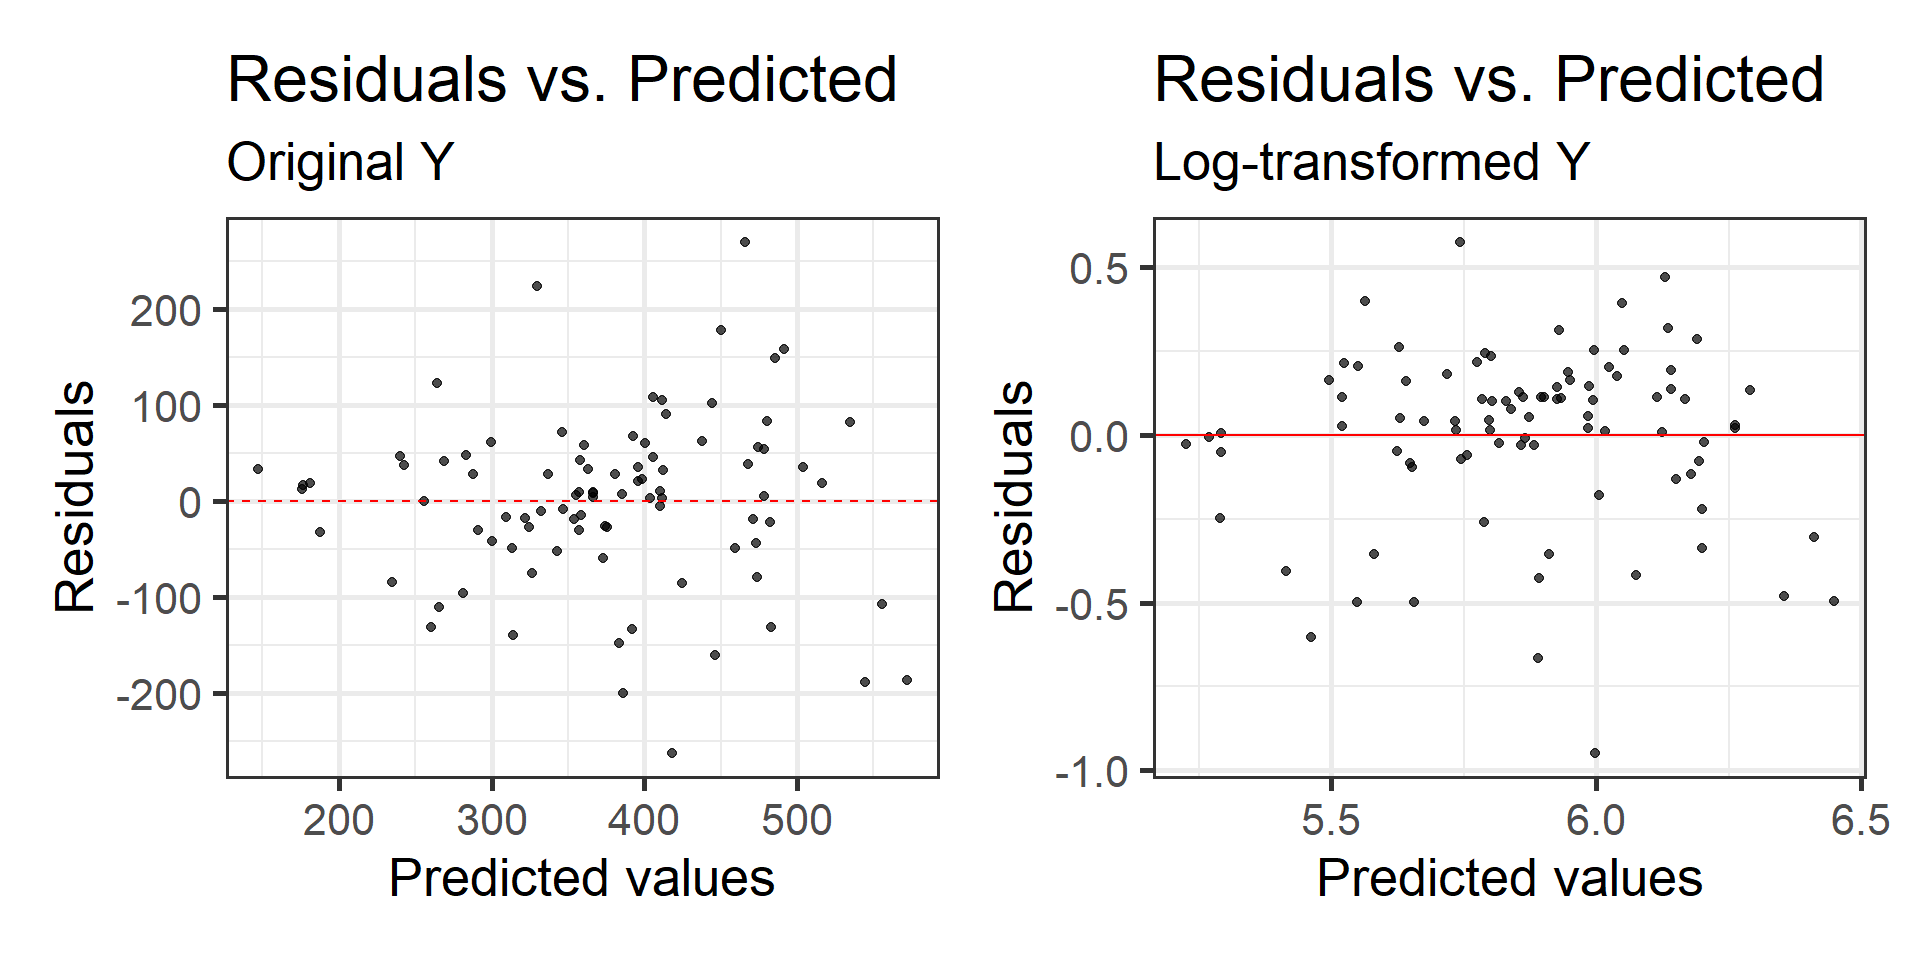 Residuals vs. Predicted
Original Y
Residuals
200
100
0
-100
-200
200 300 400 500
Predicted values
Residuals vs. Predicted
Log-transformed Y
Residuals
0.5
0.0
-0.5
-1.0
5.5 6.0 6.5
Predicted values